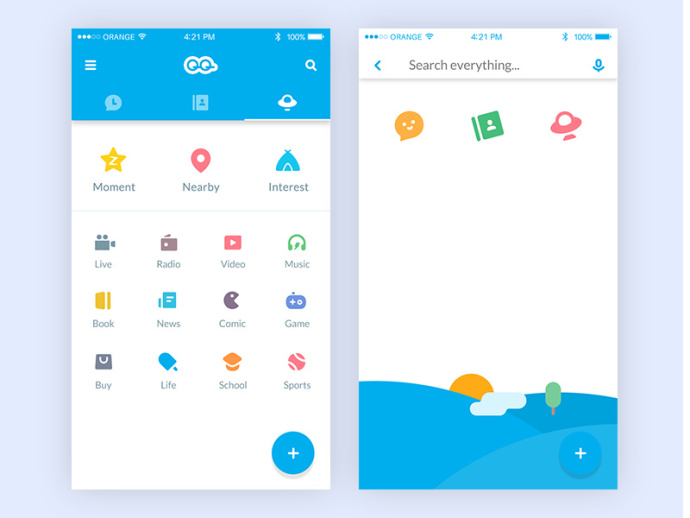 ORANGE 4:21 PM 100%
Moment Nearby Interest
Live Radio Video Music
Book News Comic Game
Buy Life School Sports
ORANGE 4:21 PM 100%
Search everything...